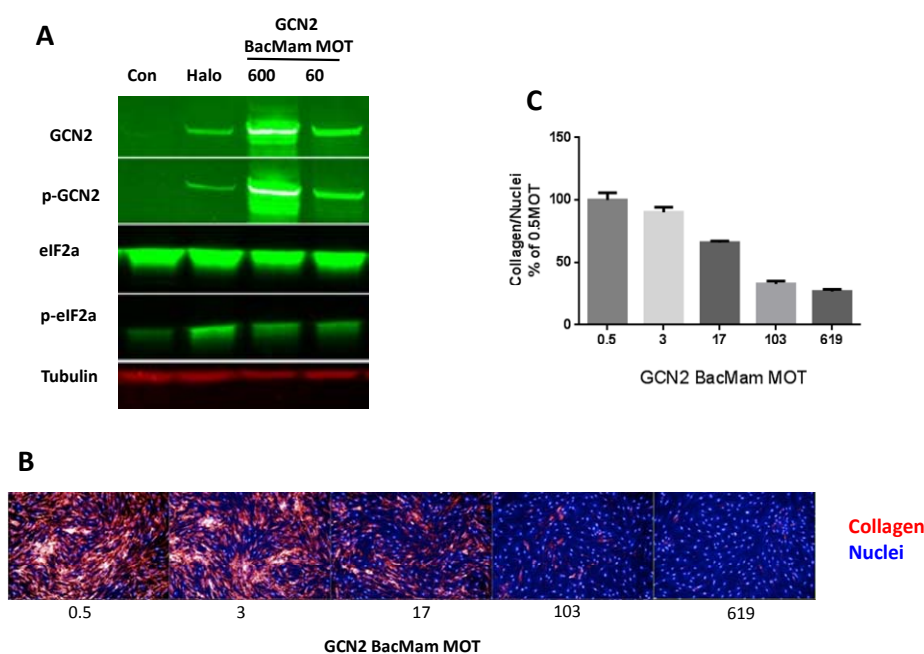 A
GCN2
BacMam MOT
Con Halo 600 60
GCN2
p-GCN2
eIF2a
p-eIF2a
Tubulin
C
150
100
50
0
Collagen/Nuclei
% of 0.5MOT
0.5 3 17 103 619
GCN2 BacMam MOT
B
Collagen
Nuclei
0.5 3 17 103 619
GCN2 BacMam MOT